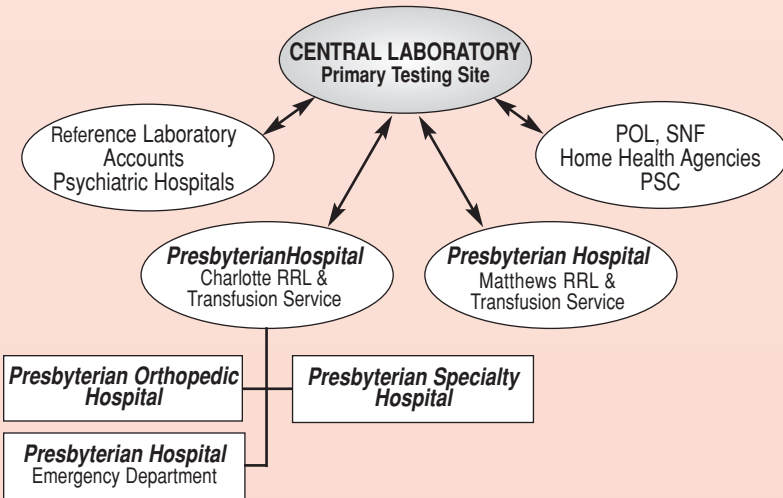 CENTRAL LABORATORY
Primary Testing Site
Reference Laboratory
Accounts
Psychiatric Hospitals
POL, SNF
Home Health Agencies
PSC
PresbyterianHospital
Charlotte RRL &
Transfusion Service
Presbyterian Hospital
Matthews RRL &
Transfusion Service
Presbyterian Orthopedic
Hospital
Presbyterian Specialty
Hospital
Presbyterian Hospital
Emergency Department